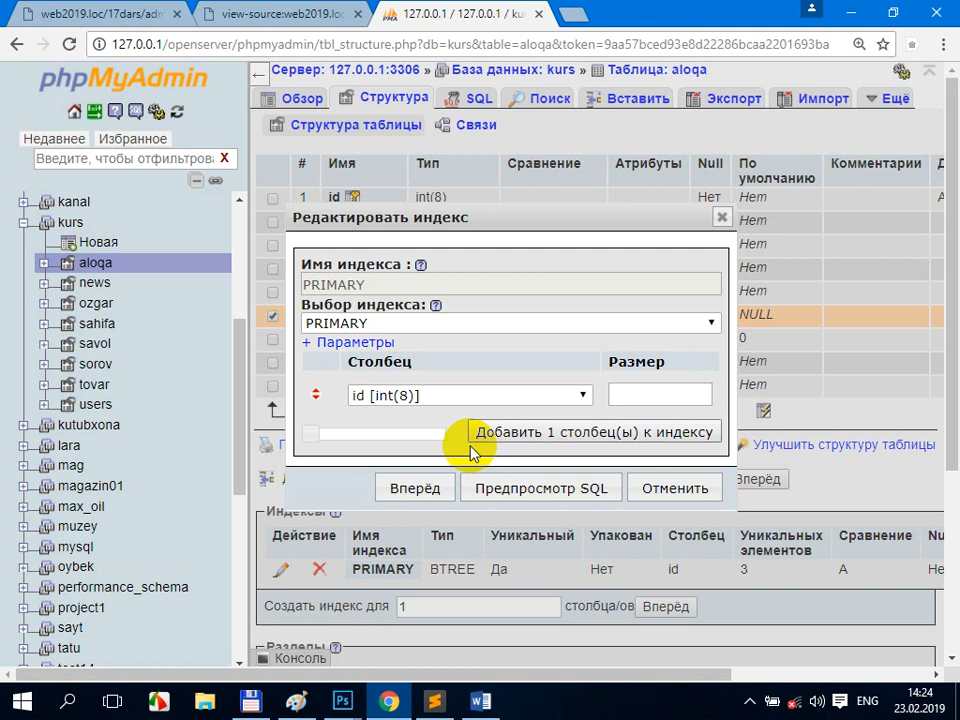 web2019.loc/17dars/adm
view-source:web2019.loc
127.0.0.1 / 127.0.0.1 / ku
127.0.0.1/openserver/phpmyadmin/tbl_structure.php?db=kurs&table=aloqa&token=9aa57bced93e8d22286bcaa2201693ba
phpMyAdmin
Недавнее Избранное
Введите, чтобы отфильтрова X
kanal
kurs
Новая
aloqa
news
ozgar
sahifa
savol
sorov
tovar
users
kutubxona
lara
mag
magazin01
max_oil
muzey
mysql
oybek
performance_schema
project1
sayt
tatu
Сервер: 127.0.0.1:3306 » База данных: kurs » Таблица: aloqa
Обзор Структура SQL Поиск Вставить Экспорт Импорт Ещё
Структура таблицы Связи
# Имя Тип Сравнение Атрибуты Null По умолчанию Комментарии
1 id int(8) Нет Нет
Нет
Нет
Нет
Нет
NULL
0
Нет
Нет
Редактировать индекс
Имя индекса :
PRIMARY
Выбор индекса:
PRIMARY
+ Параметры
Столбец Размер
id [int(8)]
Добавить 1 столбец(ы) к индексу
Вперёд Предпросмотр SQL Отменить
Улучшить структуру таблицы
Вперёд
Индексы
Действие Имя индекса Тип Уникальный Упакован Столбец Уникальных элементов Сравнение Nu
PRIMARY BTREE Да Нет id 3 A Не
Создать индекс для 1 столбца/ов Вперёд
Разделы
Консоль
ENG
14:24
23.02.2019